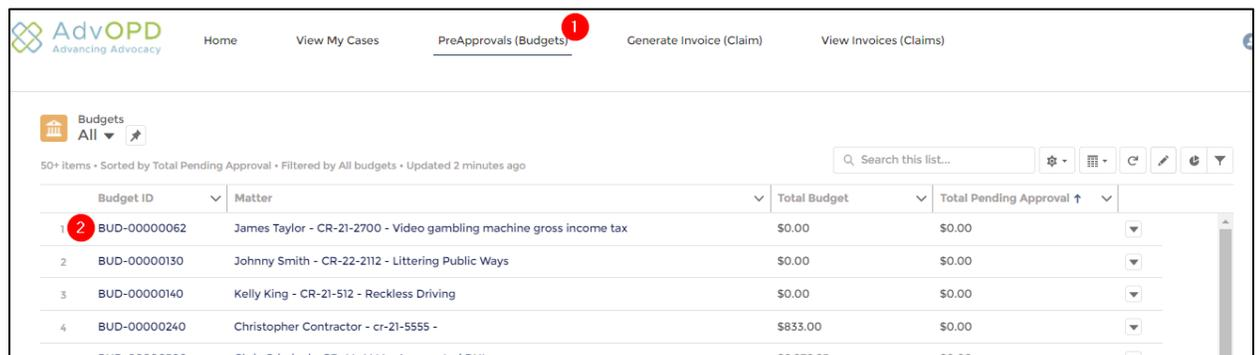 AdvOPD
Advancing Advocacy
Home View My Cases PreApprovals (Budgets) 1 Generate Invoice (Claim) View Invoices (Claims)
Budgets
All
50+ items • Sorted by Total Pending Approval • Filtered by All budgets • Updated 2 minutes ago
Search this list...
Budget ID Matter Total Budget Total Pending Approval ↑
1 2 BUD-00000062 James Taylor - CR-21-2700 - Video gambling machine gross income tax $0.00 $0.00
2 BUD-00000130 Johnny Smith - CR-22-2112 - Littering Public Ways $0.00 $0.00
3 BUD-00000140 Kelly King - CR-21-512 - Reckless Driving $0.00 $0.00
4 BUD-00000240 Christopher Contractor - cr-21-5555 - $833.00 $0.00